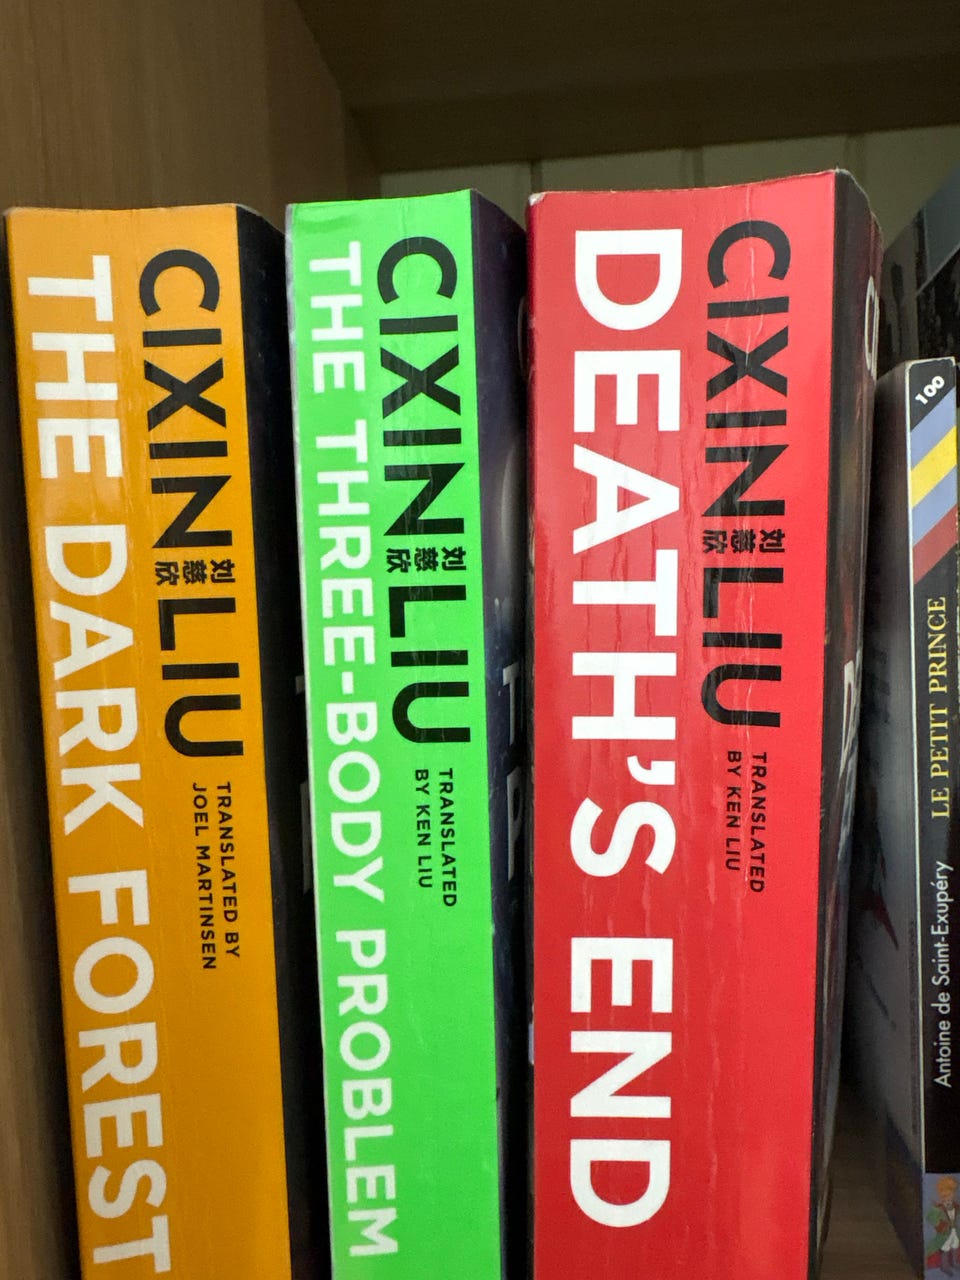 THE DARK FOREST
CIXIN LIU
刘慈欣
TRANSLATED BY
JOEL MARTINSEN
THE THREE-BODY PROBLEM
CIXIN LIU
刘慈欣
TRANSLATED
BY KEN LIU
DEATH'S END
CIXIN LIU
刘慈欣
TRANSLATED
BY KEN LIU
100
LE PETIT PRINCE
Antoine de Saint-Exupéry